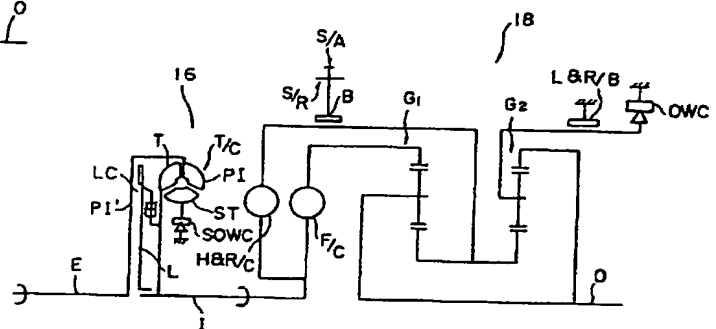 O
S/A
18
S/R
B
L&R/B
16
G1
G2
OWC
T
T/C
LC
PI
PI'
ST
SOWC
H&R/C
F/C
L
E
I
O